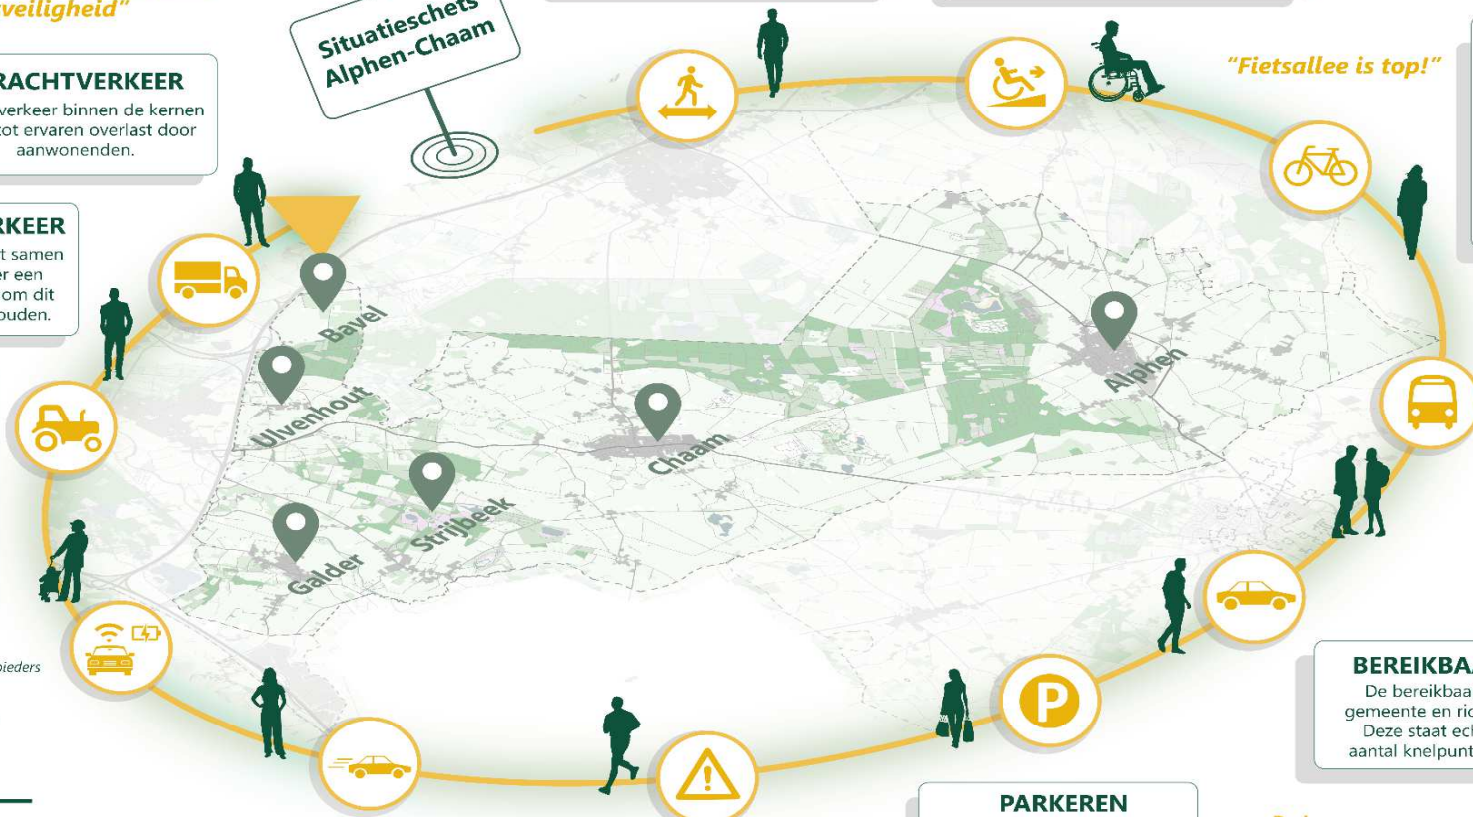 veiligheid"
Situatieschets
Alphen-Chaam
"Fietsallee is top!"
RACHTVERKEER
verkeer binnen de kernen
tot ervaren overlast door
aanwonenden.
RKEER
t samen
er een
om dit
ouden.
Bavel
Ulvenhout
Alphen
Chaam
Strijbeek
Galder
bieders
P
BEREIKBA
De bereikbaa
gemeente en ric
Deze staat ech
aantal knelpunt
PARKEREN